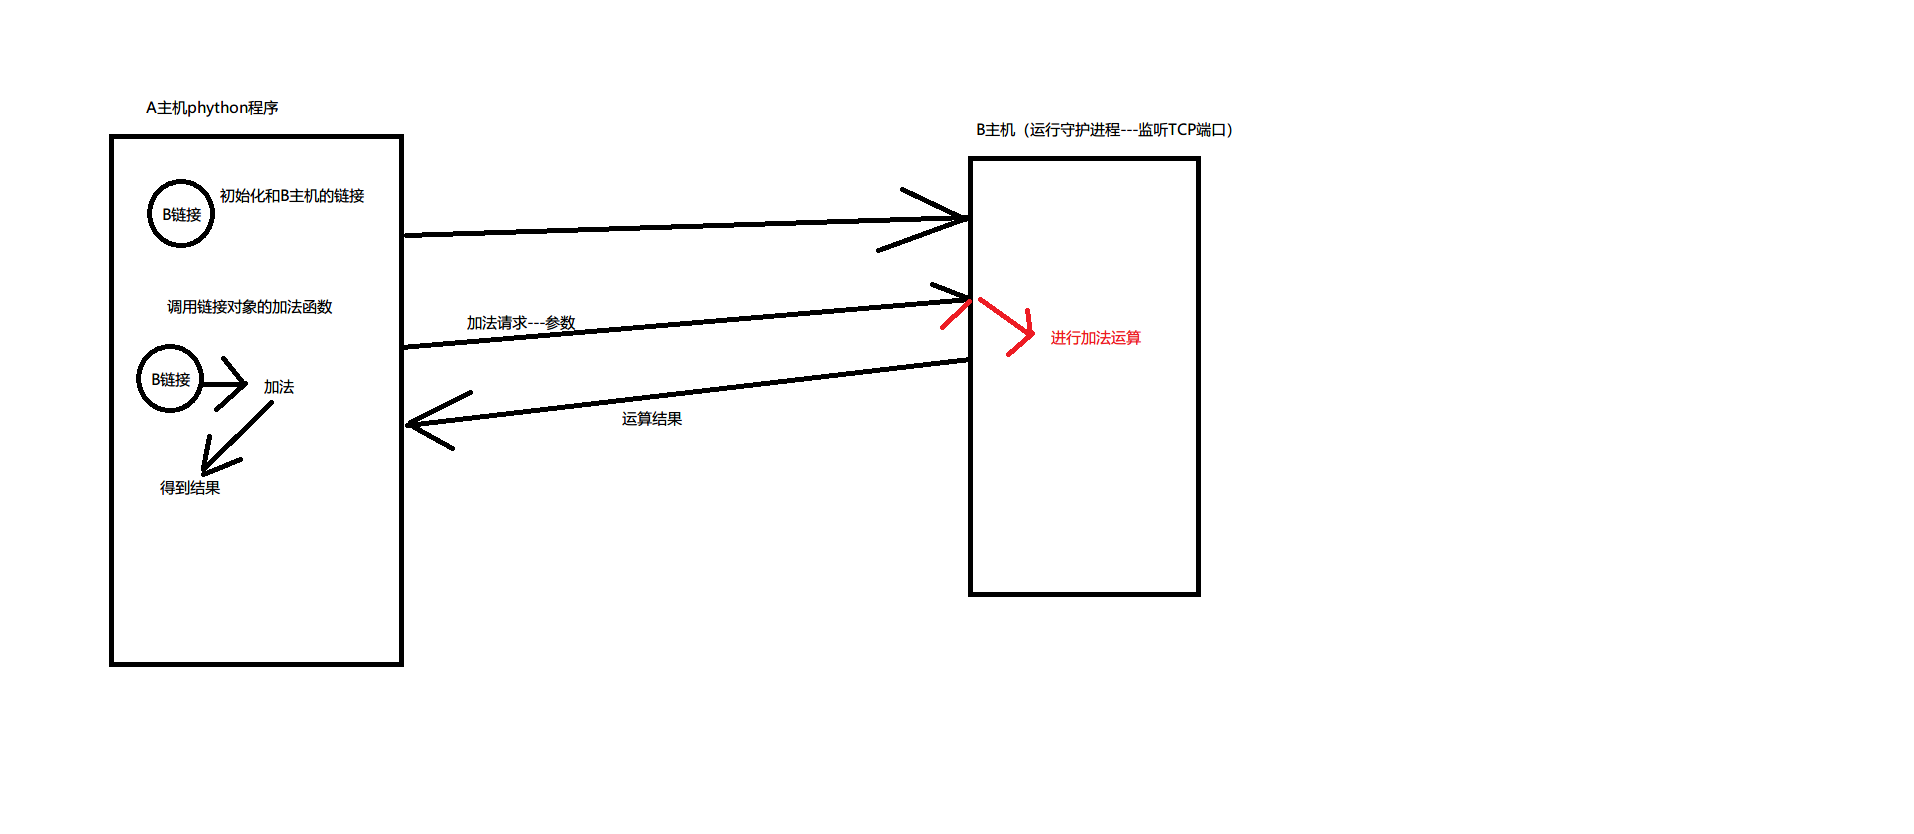 A主机phython程序
B主机（运行守护进程---监听TCP端口）
初始化和B主机的链接
B链接
调用链接对象的加法函数
加法请求---参数
进行加法运算
B链接
加法
运算结果
得到结果